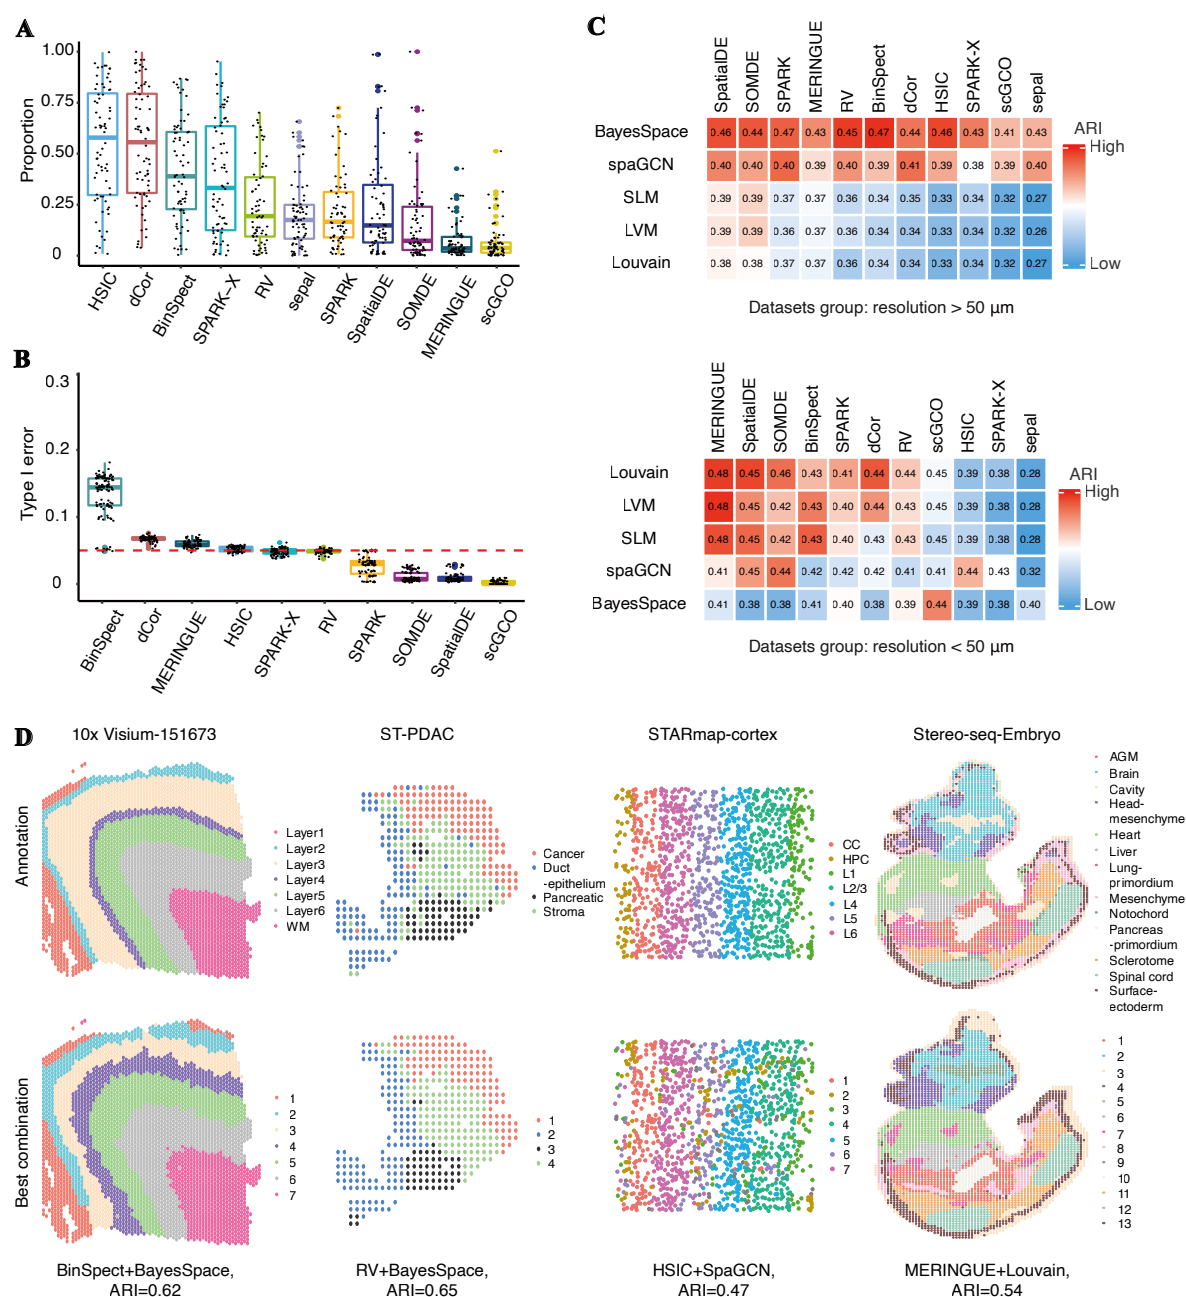 A
Proportion
1.00
0.75
0.50
0.25
0
HSIC
dCor
BinSpect
SPARK-X
RV
sepal
SPARK
SpatialDE
SOMDE
MERINGUE
scGCO
B
Type I error
0.3
0.2
0.1
0
BinSpect
dCor
MERINGUE
HSIC
SPARK-X
RV
SPARK
SOMDE
SpatialDE
scGCO
C
SpatialDE SOMDE SPARK MERINGUE RV BinSpect dCor HSIC SPARK-X scGCO sepal
BayesSpace 0.46 0.44 0.47 0.43 0.45 0.47 0.44 0.46 0.43 0.41 0.43
spaGCN 0.40 0.40 0.40 0.39 0.40 0.39 0.41 0.39 0.38 0.39 0.40
SLM 0.39 0.39 0.37 0.37 0.36 0.34 0.35 0.33 0.34 0.32 0.27
LVM 0.39 0.39 0.36 0.37 0.36 0.34 0.34 0.33 0.34 0.32 0.26
Louvain 0.38 0.38 0.37 0.37 0.36 0.34 0.34 0.33 0.34 0.32 0.27
ARI
High
Low
Datasets group: resolution > 50 μm
MERINGUE SpatialDE SOMDE BinSpect SPARK dCor RV scGCO HSIC SPARK-X sepal
Louvain 0.48 0.45 0.46 0.43 0.41 0.44 0.44 0.45 0.39 0.38 0.28
LVM 0.48 0.45 0.42 0.43 0.40 0.44 0.43 0.45 0.39 0.38 0.28
SLM 0.48 0.45 0.42 0.43 0.40 0.43 0.43 0.45 0.39 0.38 0.28
spaGCN 0.41 0.45 0.44 0.42 0.42 0.42 0.41 0.41 0.44 0.43 0.32
BayesSpace 0.41 0.38 0.38 0.41 0.40 0.38 0.39 0.44 0.39 0.38 0.40
ARI
High
Low
Datasets group: resolution < 50 μm
D
10x Visium-151673
ST-PDAC
STARmap-cortex
Stereo-seq-Embryo
Annotation
Layer1
Layer2
Layer3
Layer4
Layer5
Layer6
WM
Cancer
Duct
-epithelium
Pancreatic
Stroma
CC
HPC
L1
L2/3
L4
L5
L6
AGM
Brain
Cavity
Head-
mesenchyme
Heart
Liver
Lung-
primordium
Mesenchyme
Notochord
Pancreas
-primordium
Sclerotome
Spinal cord
Surface-
ectoderm
Best combination
1
2
3
4
5
6
7
1
2
3
4
1
2
3
4
5
6
7
1
2
3
4
5
6
7
8
9
10
11
12
13
BinSpect+BayesSpace,
ARI=0.62
RV+BayesSpace,
ARI=0.65
HSIC+SpaGCN,
ARI=0.47
MERINGUE+Louvain,
ARI=0.54